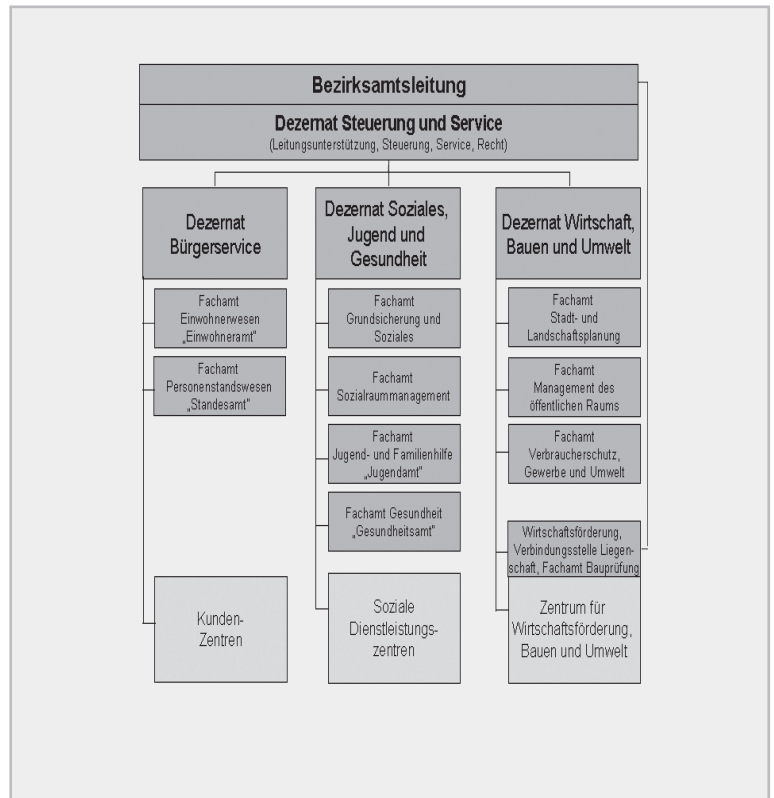 Bezirksamtsleitung
Dezernat Steuerung und Service
(Leitungsunterstützung, Steuerung, Service, Recht)
Dezernat
Bürgerservice
Fachamt
Einwohnerwesen
„Einwohneramt"
Fachamt
Personenstandswesen
„Standesamt"
Kunden-
Zentren
Dezernat Soziales,
Jugend und
Gesundheit
Fachamt
Grundsicherung und
Soziales
Fachamt
Sozialraummanagement
Fachamt
Jugend- und Familienhilfe
„Jugendamt"
Fachamt Gesundheit
„Gesundheitsamt"
Soziale
Dienstleistungs-
zentren
Dezernat Wirtschaft,
Bauen und Umwelt
Fachamt
Stadt- und
Landschaftsplanung
Fachamt
Management des
öffentlichen Raums
Fachamt
Verbraucherschutz,
Gewerbe und Umwelt
Wirtschaftsförderung,
Verbindungsstelle Liegen-
schaft, Fachamt Bauprüfung
Zentrum für
Wirtschaftsförderung,
Bauen und Umwelt